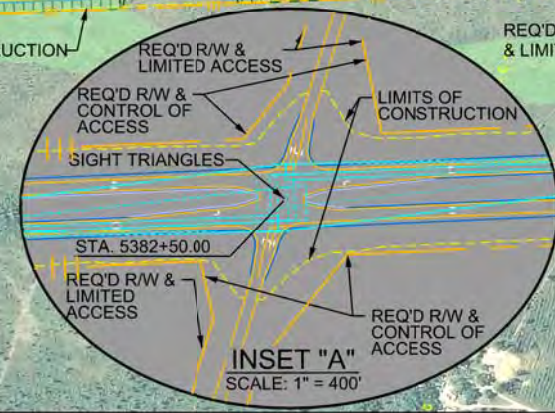 UCTION
REQ'D
& LIMI
REQ'D R/W &
LIMITED ACCESS
REQ'D R/W &
CONTROL OF
ACCESS
LIMITS OF
CONSTRUCTION
SIGHT TRIANGLES
STA. 5382+50.00
REQ'D R/W &
LIMITED
ACCESS
REQ'D R/W &
CONTROL OF
ACCESS
INSET "A"
SCALE: 1" = 400'